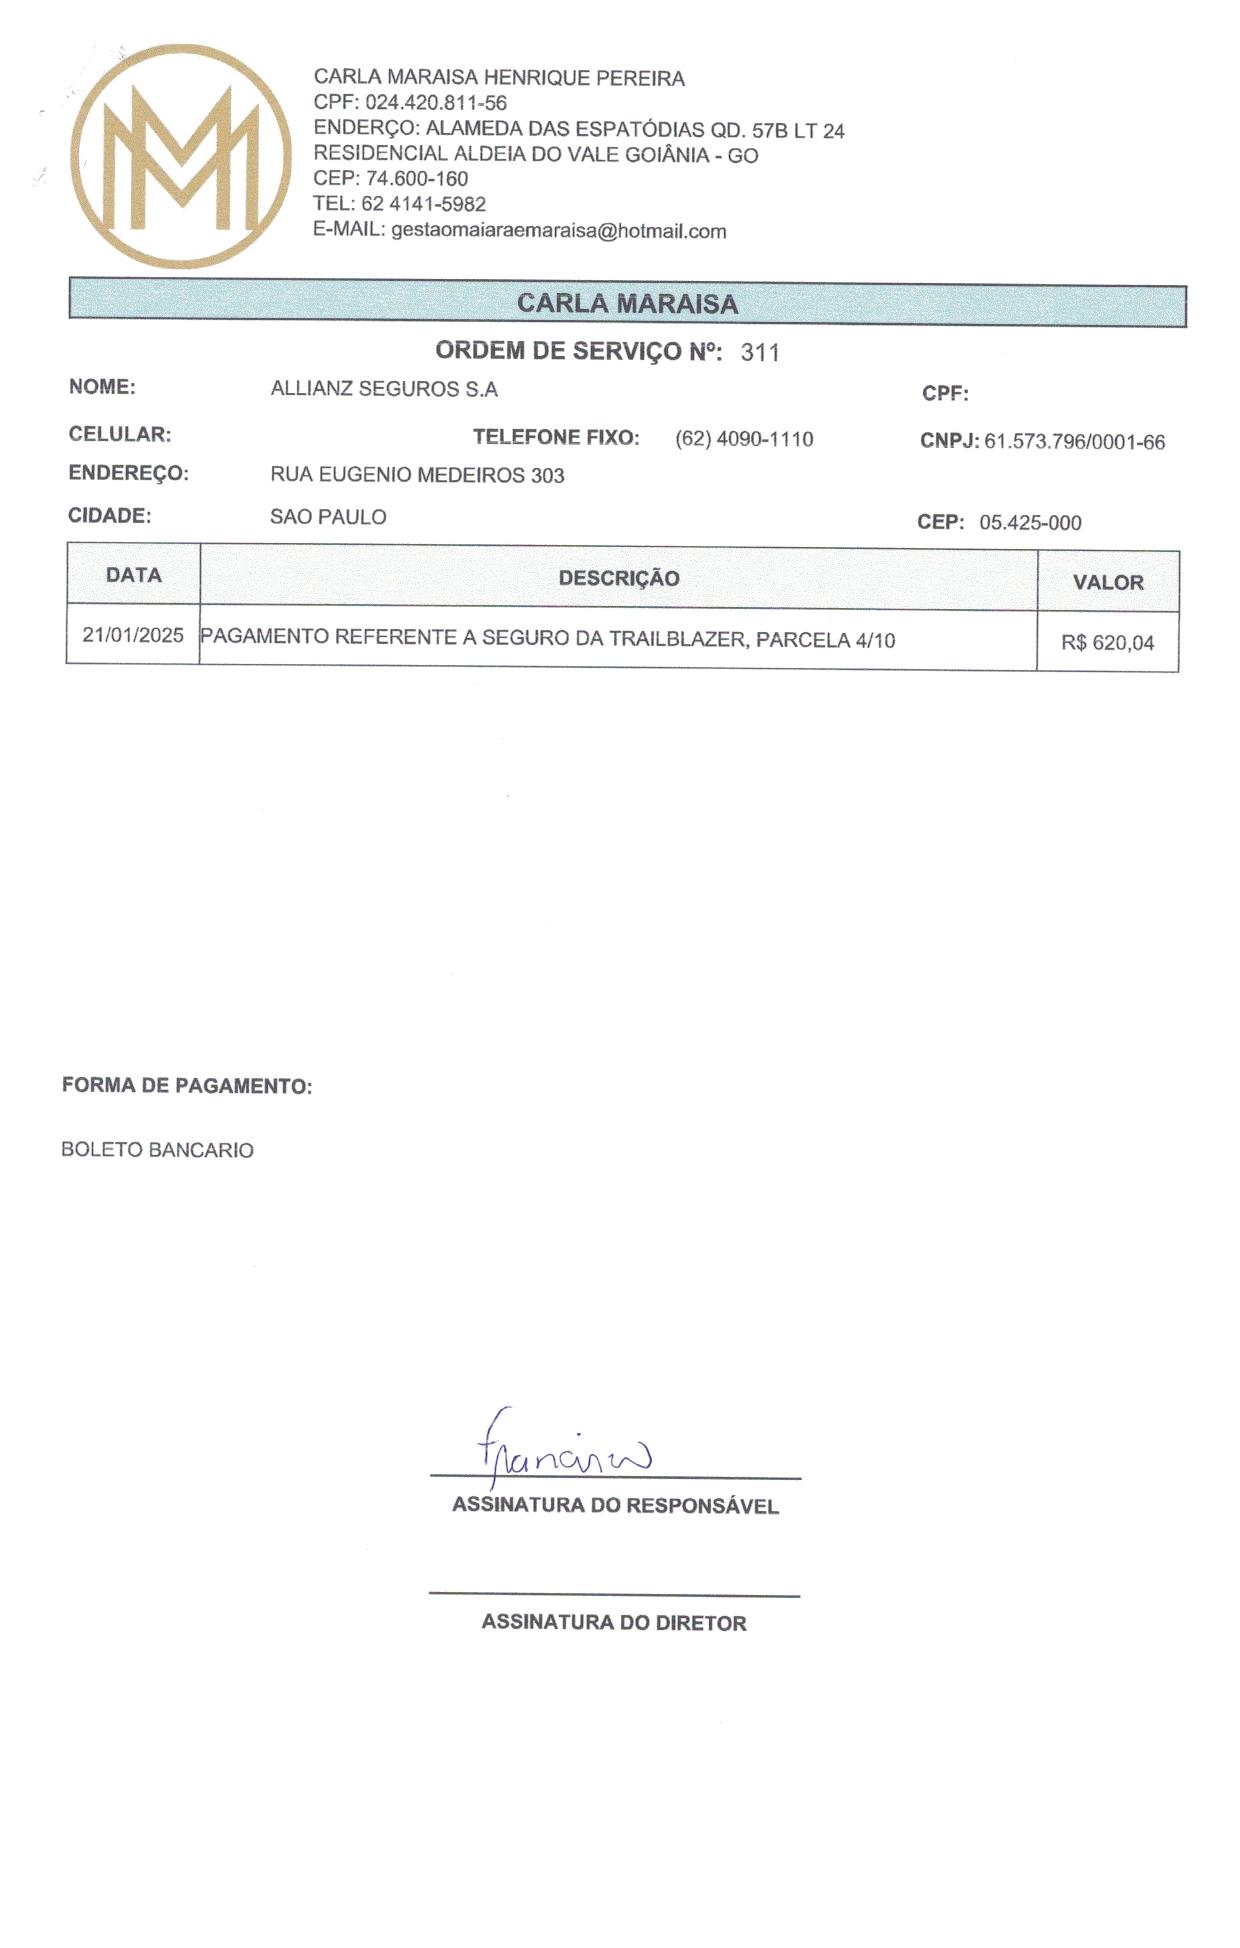 CARLA MARAISA HENRIQUE PEREIRA
CPF: 024.420.811-56
ENDERÇO: ALAMEDA DAS ESPATÓDIAS QD. 57B LT 24
RESIDENCIAL ALDEIA DO VALE GOIÂNIA - GO
CEP: 74.600-160
TEL: 62 4141-5982
E-MAIL: gestaomaiaraemaraisa@hotmail.com
CARLA MARAISA
ORDEM DE SERVIÇO Nº: 311
NOME: ALLIANZ SEGUROS S.A CPF:
CELULAR: TELEFONE FIXO: (62) 4090-1110 CNPJ: 61.573.796/0001-66
ENDEREÇO: RUA EUGENIO MEDEIROS 303
CIDADE: SAO PAULO CEP: 05.425-000
DATA DESCRIÇÃO VALOR
21/01/2025 PAGAMENTO REFERENTE A SEGURO DA TRAILBLAZER, PARCELA 4/10 R$ 620,04
FORMA DE PAGAMENTO:
BOLETO BANCARIO
Francisco
ASSINATURA DO RESPONSÁVEL
ASSINATURA DO DIRETOR